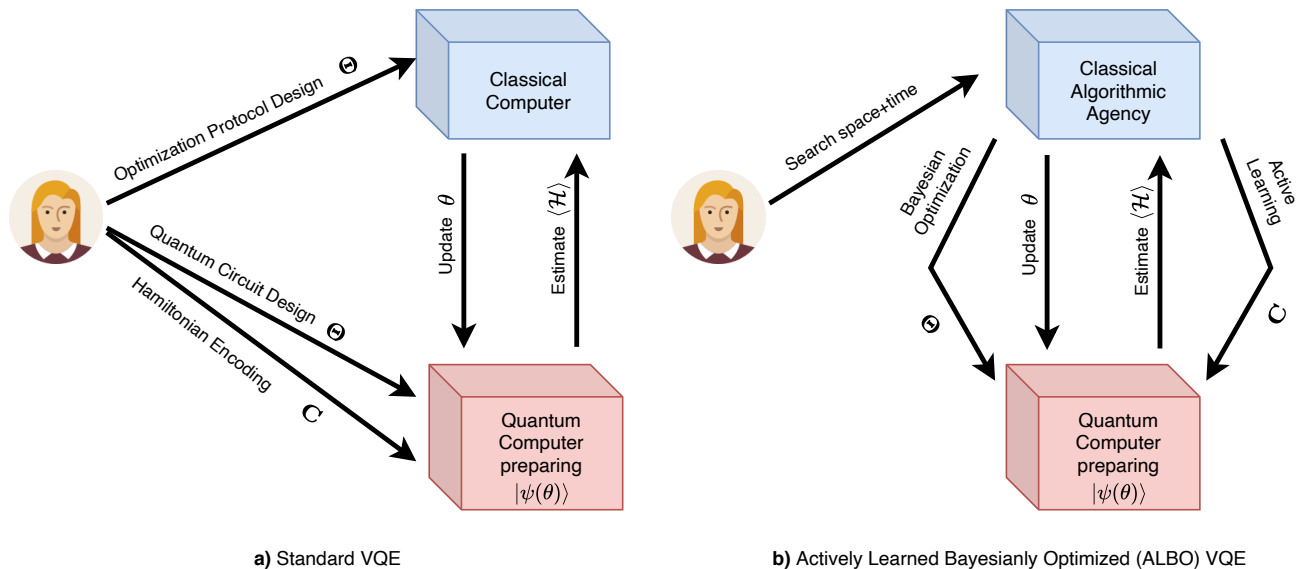 Optimization Protocol Design Θ
Classical
Computer
Quantum Circuit Design Θ
Hamiltonian Encoding C
Update θ
Estimate ⟨ℋ⟩
Quantum
Computer
preparing
|ψ(θ)⟩
a) Standard VQE
Search space+time
Classical
Algorithmic
Agency
Bayesian
Optimization
Θ
Update θ
Estimate ⟨ℋ⟩
Active
Learning
C
Quantum
Computer
preparing
|ψ(θ)⟩
b) Actively Learned Bayesianly Optimized (ALBO) VQE